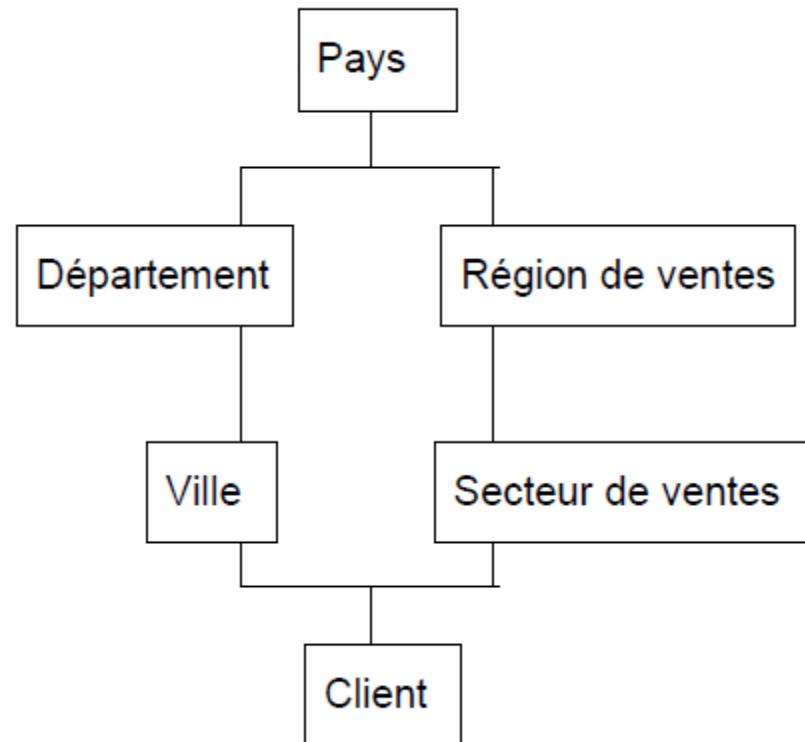 Pays
Département
Région de ventes
Ville
Secteur de ventes
Client